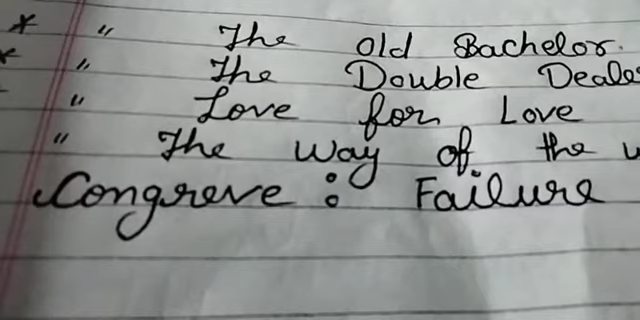 * " The Old Bachelor.
* " The Double
" Love for Love
" The Way of the
Congreve : Failure